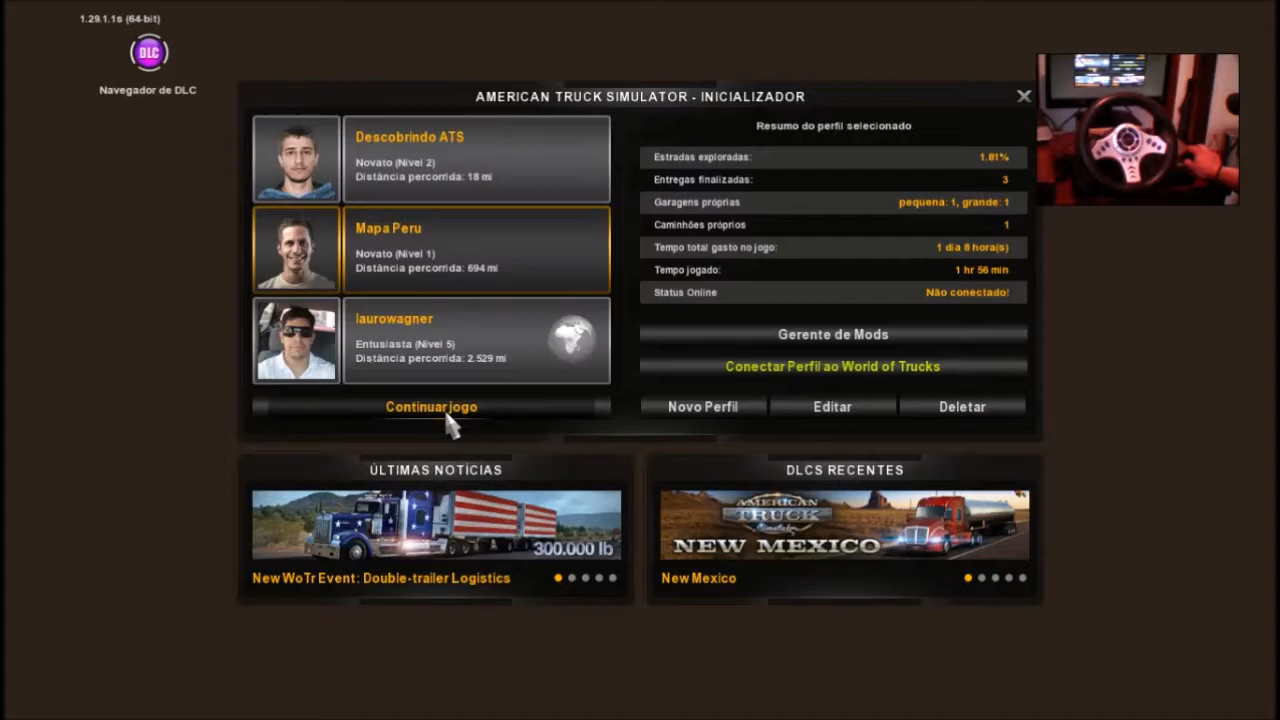 1.29.1.1s (64-bit)
DLC
Navegador de DLC
AMERICAN TRUCK SIMULATOR - INICIALIZADOR
Descobrindo ATS
Novato (Nível 2)
Distância percorrida: 18 mi
Mapa Peru
Novato (Nível 1)
Distância percorrida: 694 mi
laurowagner
Entusiasta (Nível 5)
Distância percorrida: 2.529 mi
Continuar jogo
Resumo do perfil selecionado
Estradas exploradas: 1.81%
Entregas finalizadas: 3
Garagens próprias pequena: 1, grande: 1
Caminhões próprios 1
Tempo total gasto no jogo: 1 dia 8 hora(s)
Tempo jogado: 1 hr 56 min
Status Online Não conectado!
Gerente de Mods
Conectar Perfil ao World of Trucks
Novo Perfil Editar Deletar
ÚLTIMAS NOTÍCIAS
300.000 lb
New WoTr Event: Double-trailer Logistics
DLCS RECENTES
AMERICAN
TRUCK
Simulator
NEW MEXICO
New Mexico